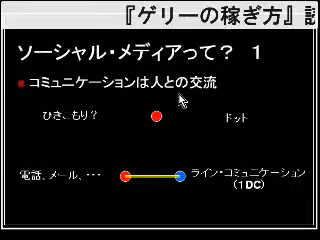 『ゲリーの稼ぎ方』
ソーシャル・メディアって？ 1
コミュニケーションは人との交流
ひきこもり？
ドット
電話、メール、・・・
ライン・コミュニケーション
(１DC)